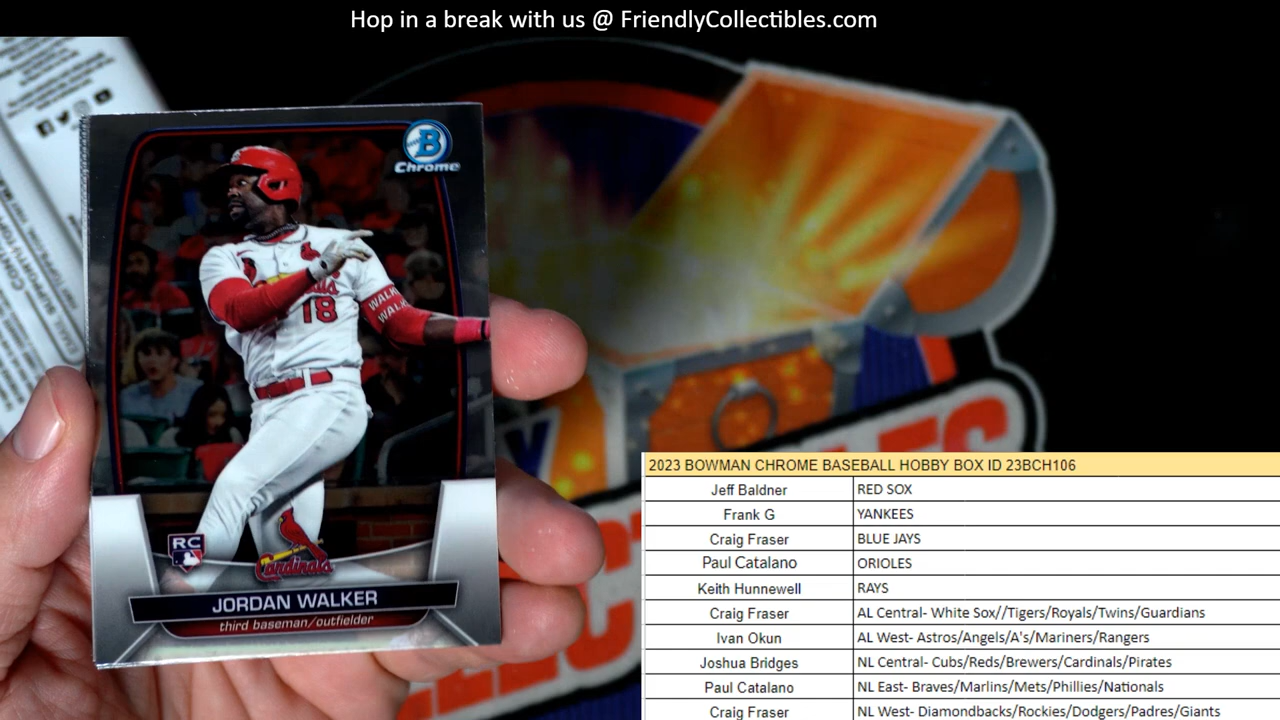 Hop in a break with us @ FriendlyCollectibles.com
B
Chrome
18
WALK
WALK
RC
Cardinals
JORDAN WALKER
third baseman/outfielder
2023 BOWMAN CHROME BASEBALL HOBBY BOX ID 23BCH106
Jeff Baldner RED SOX
Frank G YANKEES
Craig Fraser BLUE JAYS
Paul Catalano ORIOLES
Keith Hunnewell RAYS
Craig Fraser AL Central- White Sox//Tigers/Royals/Twins/Guardians
Ivan Okun AL West- Astros/Angels/A's/Mariners/Rangers
Joshua Bridges NL Central- Cubs/Reds/Brewers/Cardinals/Pirates
Paul Catalano NL East- Braves/Marlins/Mets/Phillies/Nationals
Craig Fraser NL West- Diamondbacks/Rockies/Dodgers/Padres/Giants